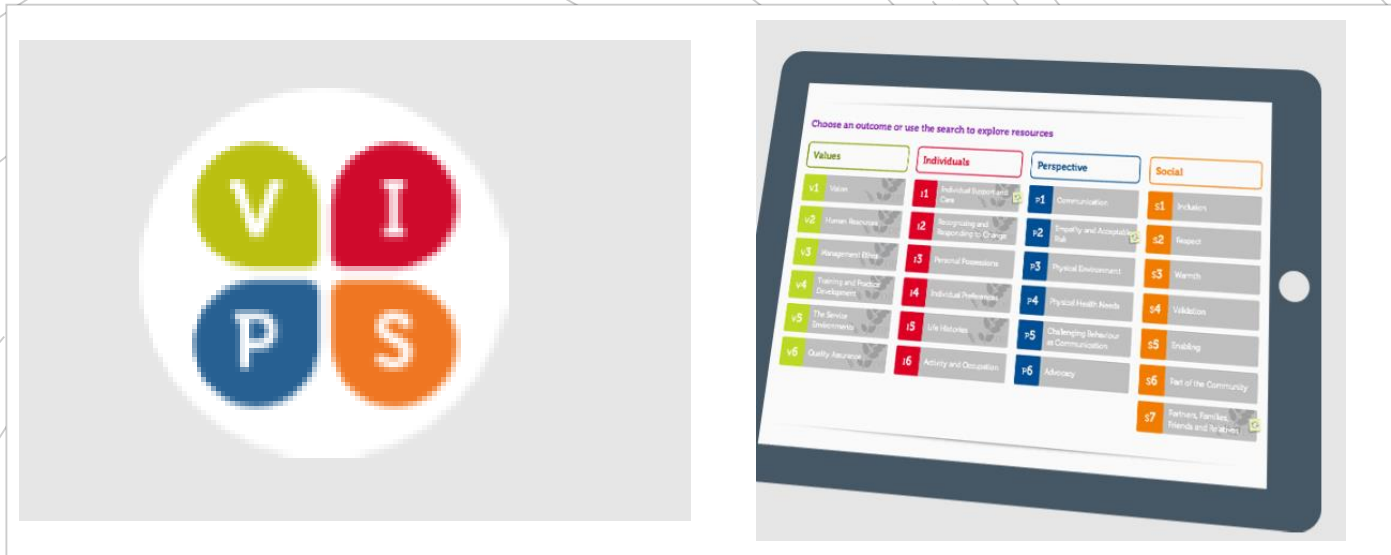 V I
P S
Choose an outcome or use the search to explore resources
Values
Individuals
Perspective
Social
v1 Vision
v2 Human Resources
v3 Management Ethos
v4 Training and Practice
Development
v5 The Service
Environments
v6 Quality Assurance
I1 Individual Support and
Care
I2 Recognising and
Responding to Change
I3 Personal Possessions
I4 Individual Preferences
I5 Life Histories
I6 Activity and Occupation
P1 Communication
P2 Empathy and Acceptable
Risk
P3 Physical Environment
P4 Physical Health Needs
P5 Challenging Behaviour
as Communication
P6 Advocacy
S1 Inclusion
S2 Respect
S3 Warmth
S4 Validation
S5 Enabling
S6 Part of the Community
S7 Partners, Families,
Friends and Relatives